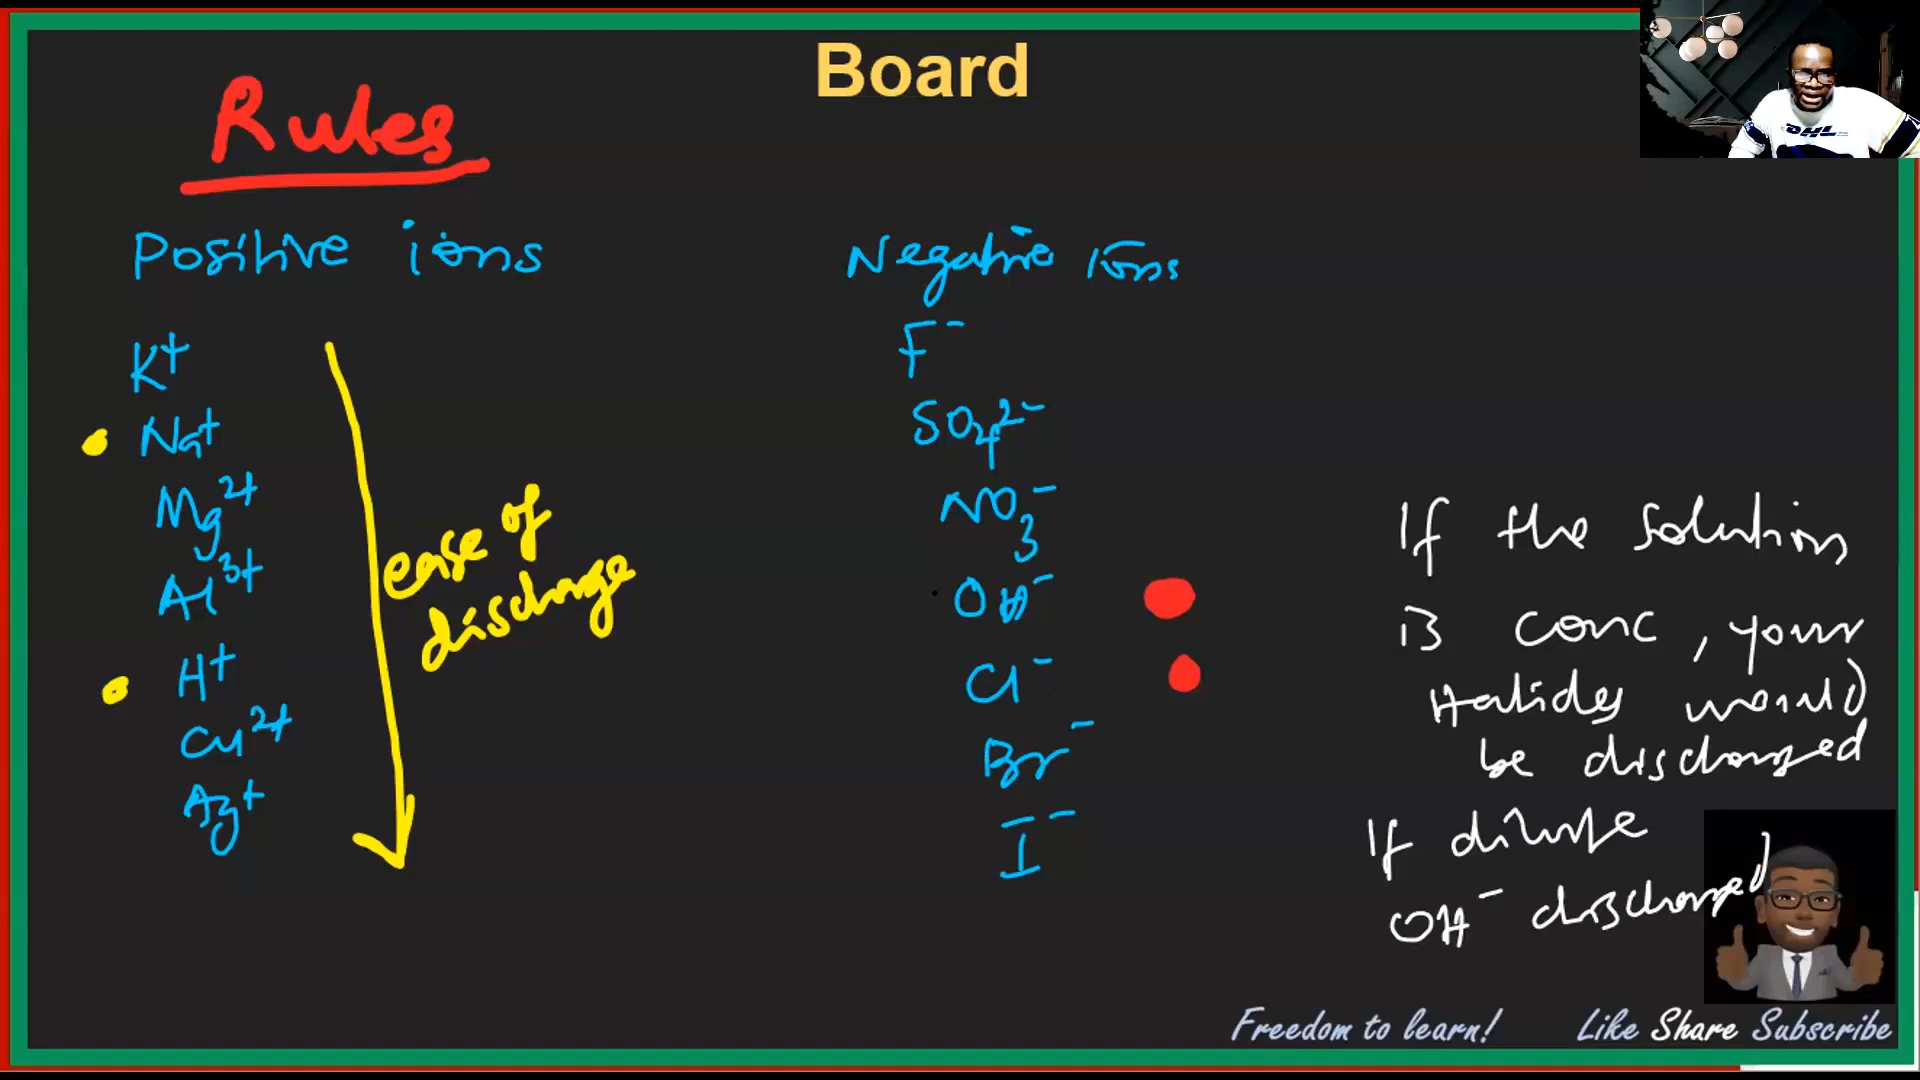 Board
Rules
DHL
Positive ions
Negative ions
K⁺
Na⁺
Mg²⁺
Al³⁺
H⁺
Cu²⁺
Ag⁺
ease of
discharge
F⁻
SO₄²⁻
NO₃⁻
OH⁻
Cl⁻
Br⁻
I⁻
If the solution
is conc, your
Halides would
be discharged
If dilute
OH⁻ discharged
Freedom to learn!
Like Share Subscribe